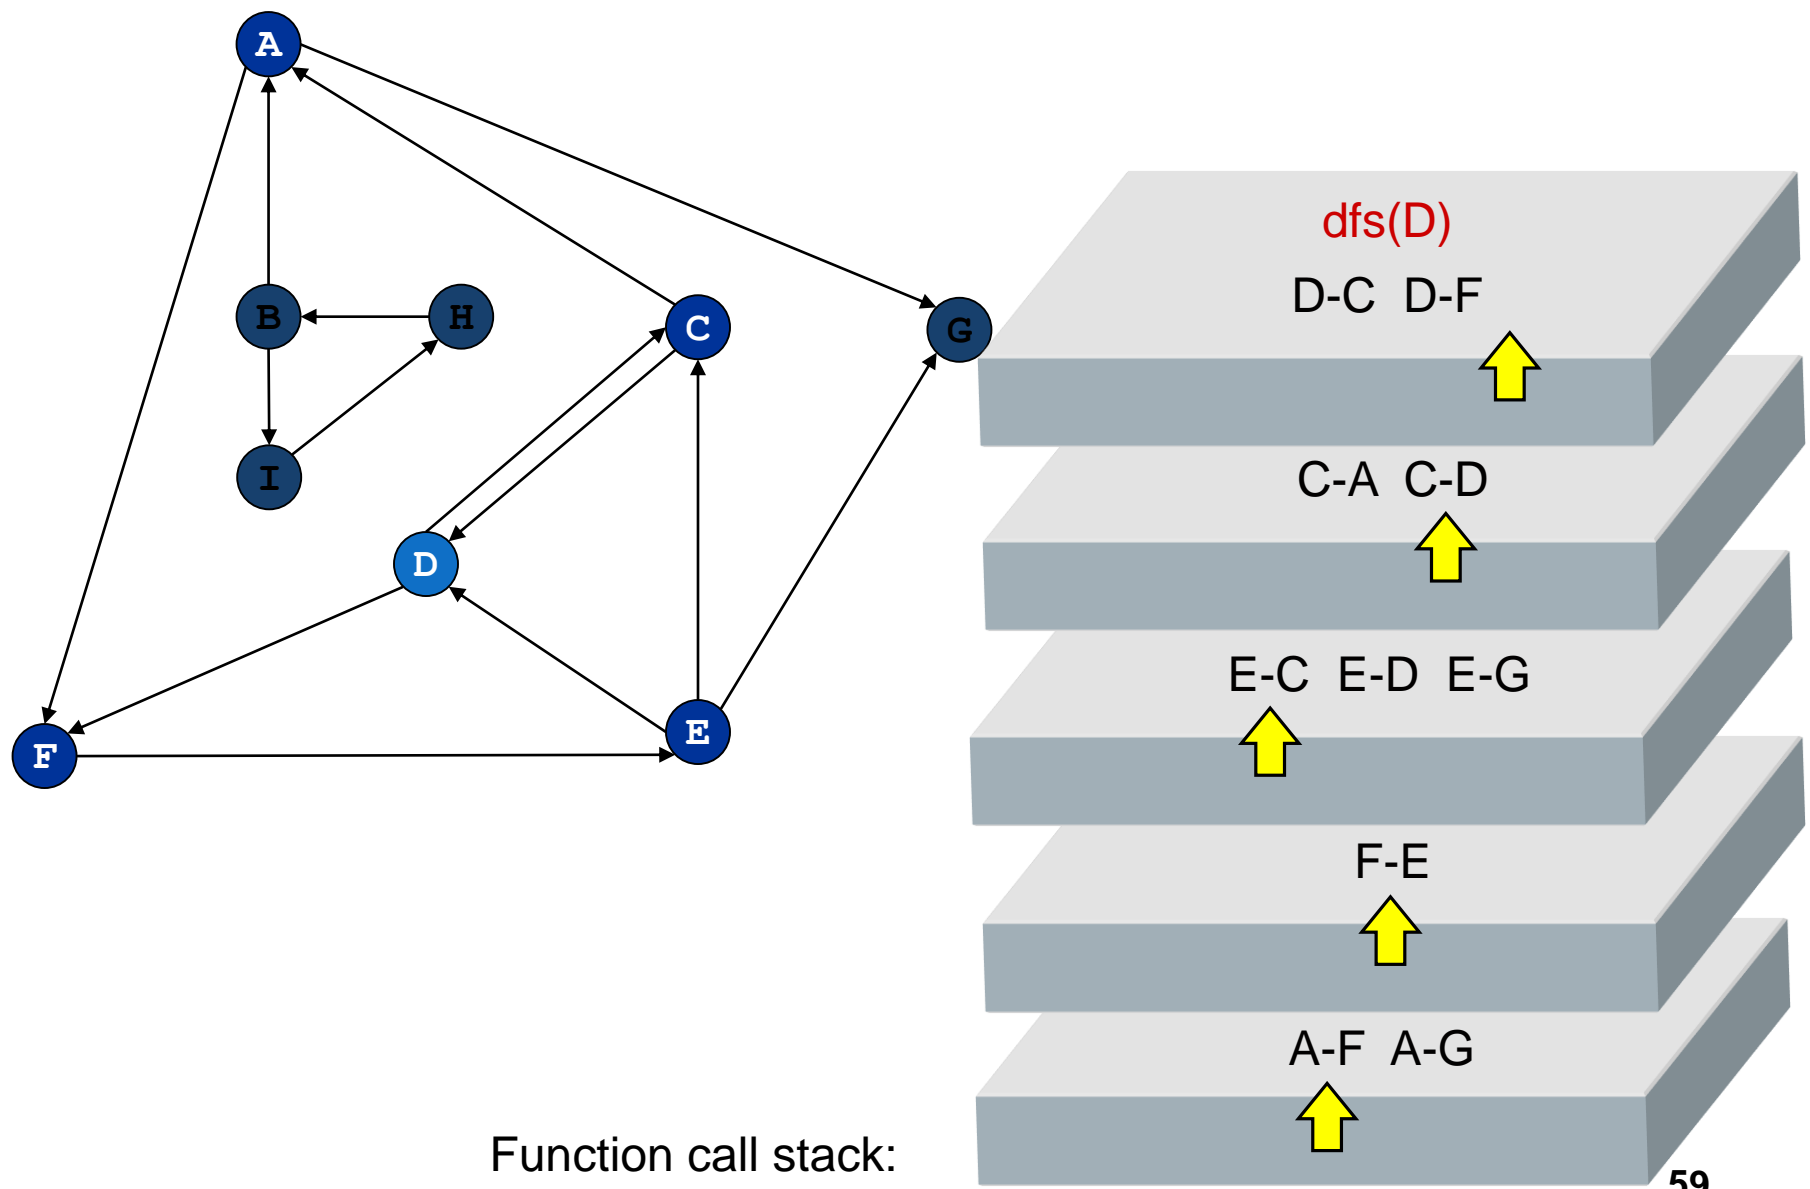 A
B
H
C
G
I
D
E
F
dfs(D)
D-C D-F
C-A C-D
E-C E-D E-G
F-E
A-F A-G
Function call stack:
59